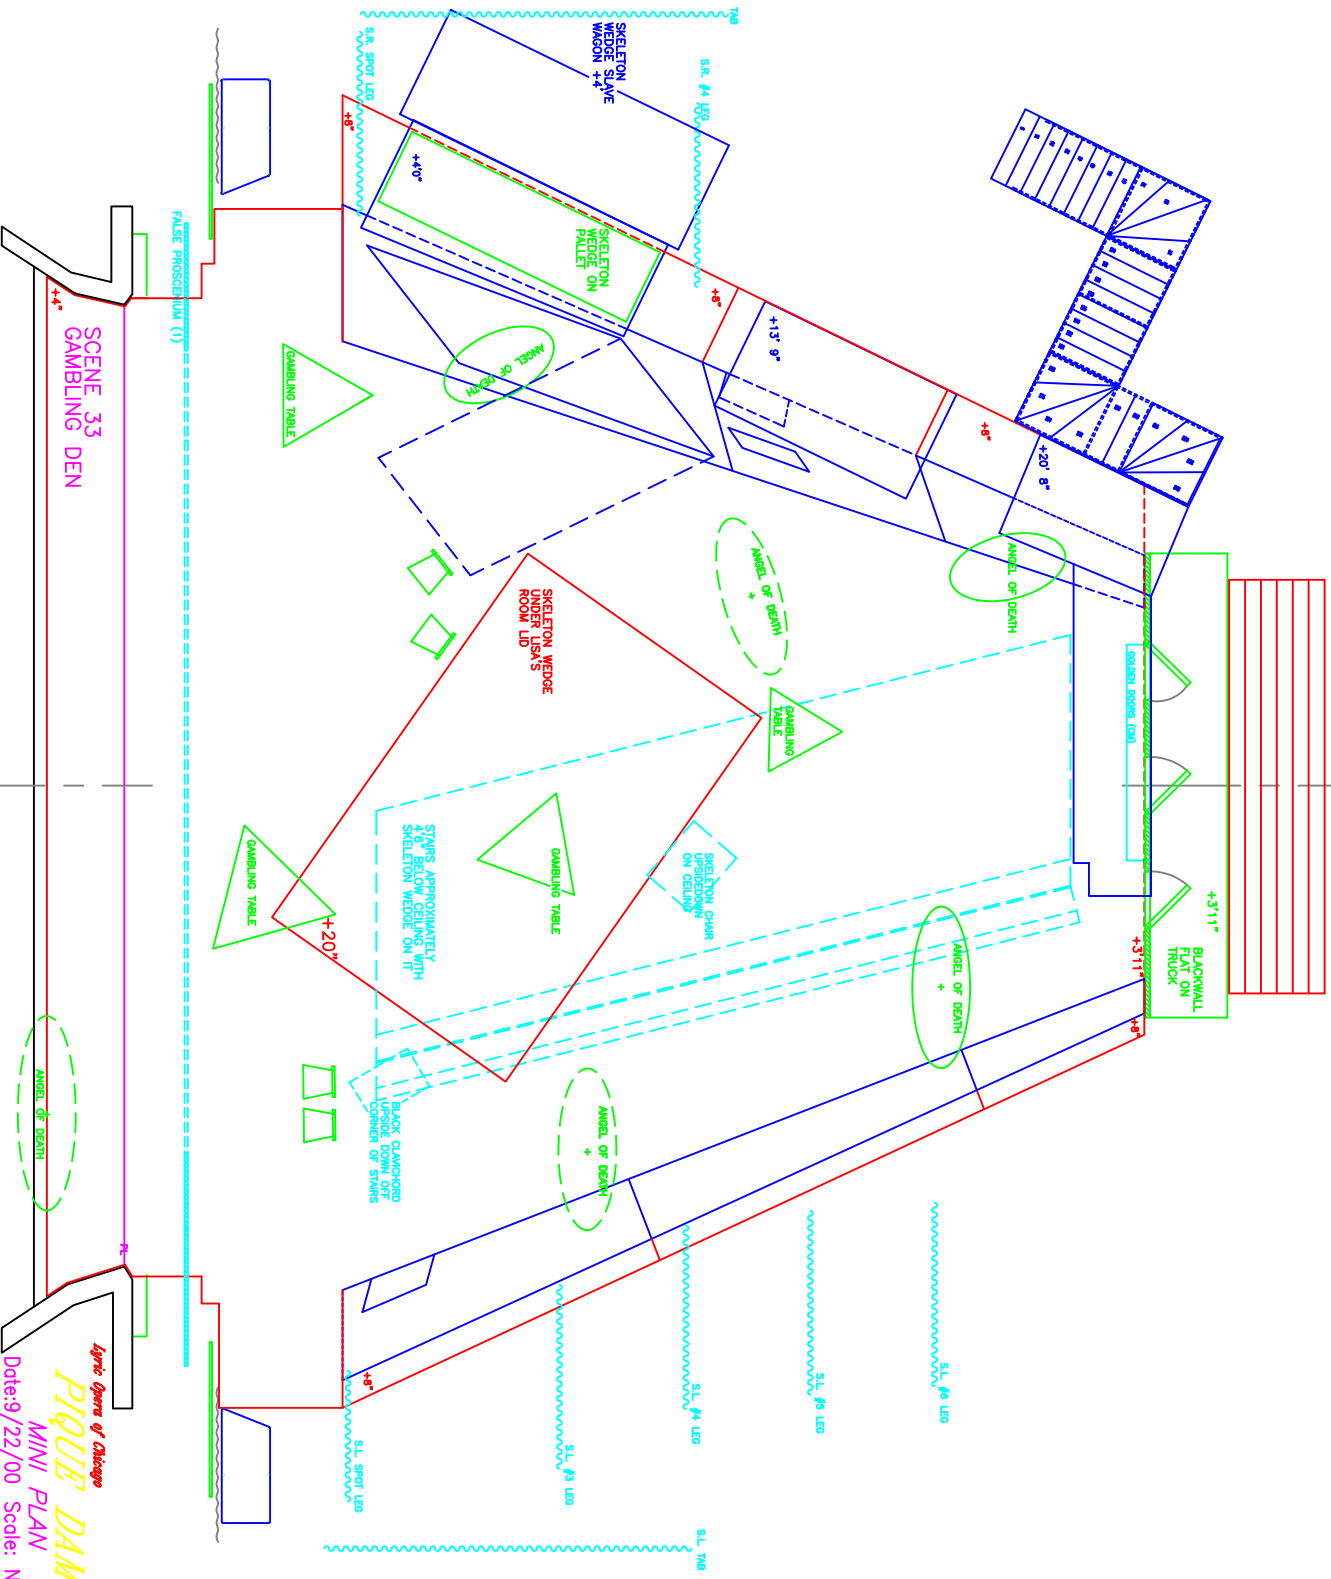 TAB
S.R. SPOT LEG
SKELETON
WEDGE SLAVE
WAGON +4'
S.R. #4 LEG
+8"
+4'0"
SKELETON
WEDGE ON
PALLET
FALSE PROSCENIUM (1)
+4"
SCENE 33
GAMBLING DEN
GAMBLING TABLE
ANGEL OF DEATH
+8"
+13' 9"
+8"
+20' 8"
ANGEL OF DEATH
+
ANGEL OF DEATH
SKELETON WEDGE
UNDER LISA'S
ROOM LID
GOLDEN DOORS
GAMBLING
TABLE
STAIRS APPROXIMATELY
4'6" BELOW CEILING WITH
SKELETON WEDGE ON IT
GAMBLING TABLE
SKELETON CHAIR
UPSIDEDOWN
ON CEILING
GAMBLING TABLE
+20"
ANGEL OF DEATH
+
+3'11"
+3'11"
BLACKWALL
FLAT ON
TRUCK
+8"
ANGEL OF DEATH
BLACK CLAVICHORD
UPSIDE DOWN OFF
CORNER OF STAIRS
ANGEL OF DEATH
+
PL
+8"
S.L. SPOT LEG
S.L. #3 LEG
S.L. #4 LEG
S.L. #5 LEG
S.L. #6 LEG
S.L. TAB
Lyric Opera of Chicago
PIQUE DAM
MINI PLAN
Date:9/22/00 Scale: N